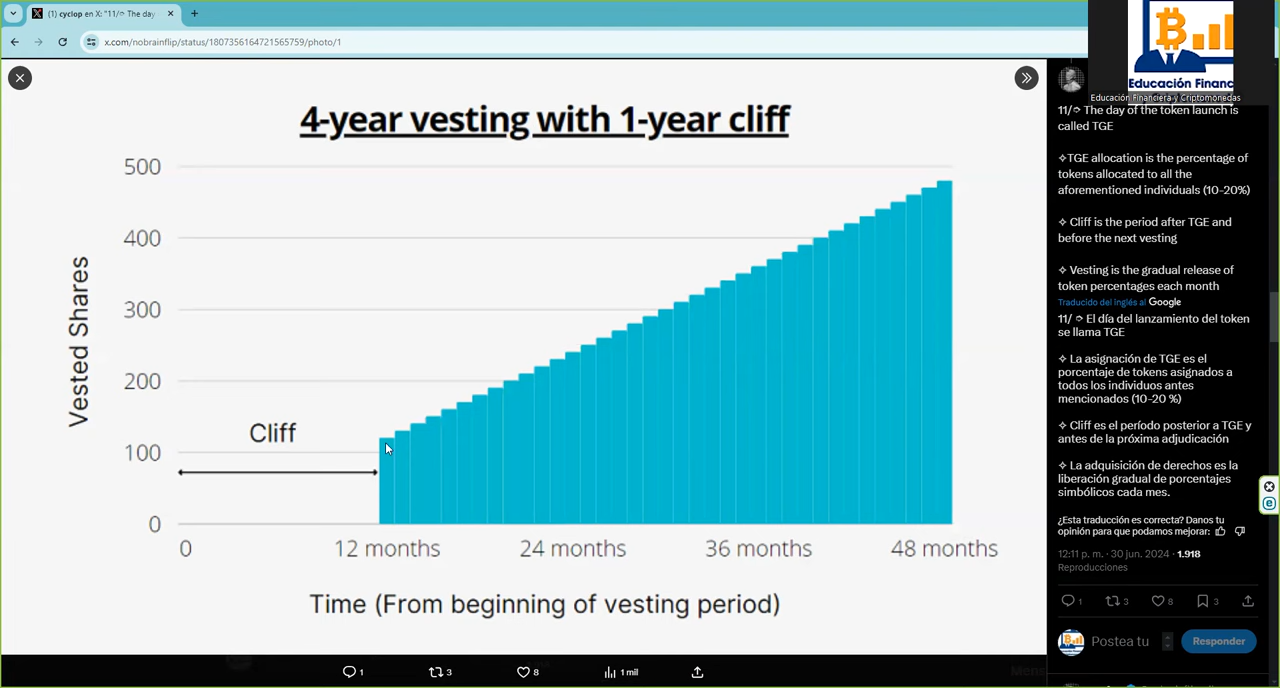 (1) cyclop en X: "11/ The day
x.com/nobrainflip/status/1807356164721565759/photo/1
4-year vesting with 1-year cliff
500
400
300
200
100
0
Vested Shares
Cliff
0
12 months
24 months
36 months
48 months
Time (From beginning of vesting period)
1
3
8
1 mil
Educación Financ
Educación Financiera y Criptomonedas
11/ The day of the token launch is
called TGE
✧TGE allocation is the percentage of
tokens allocated to all the
aforementioned individuals (10-20%)
✧ Cliff is the period after TGE and
before the next vesting
✧ Vesting is the gradual release of
token percentages each month
Traducido del inglés al Google
11/ El día del lanzamiento del token
se llama TGE
✧ La asignación de TGE es el
porcentaje de tokens asignados a
todos los individuos antes
mencionados (10-20 %)
✧ Cliff es el período posterior a TGE y
antes de la próxima adjudicación
✧ La adquisición de derechos es la
liberación gradual de porcentajes
simbólicos cada mes.
¿Esta traducción es correcta? Danos tu
opinión para que podamos mejorar:
12:11 p. m. · 30 jun. 2024 · 1.918
Reproducciones
1
3
8
3
Postea tu
Responder